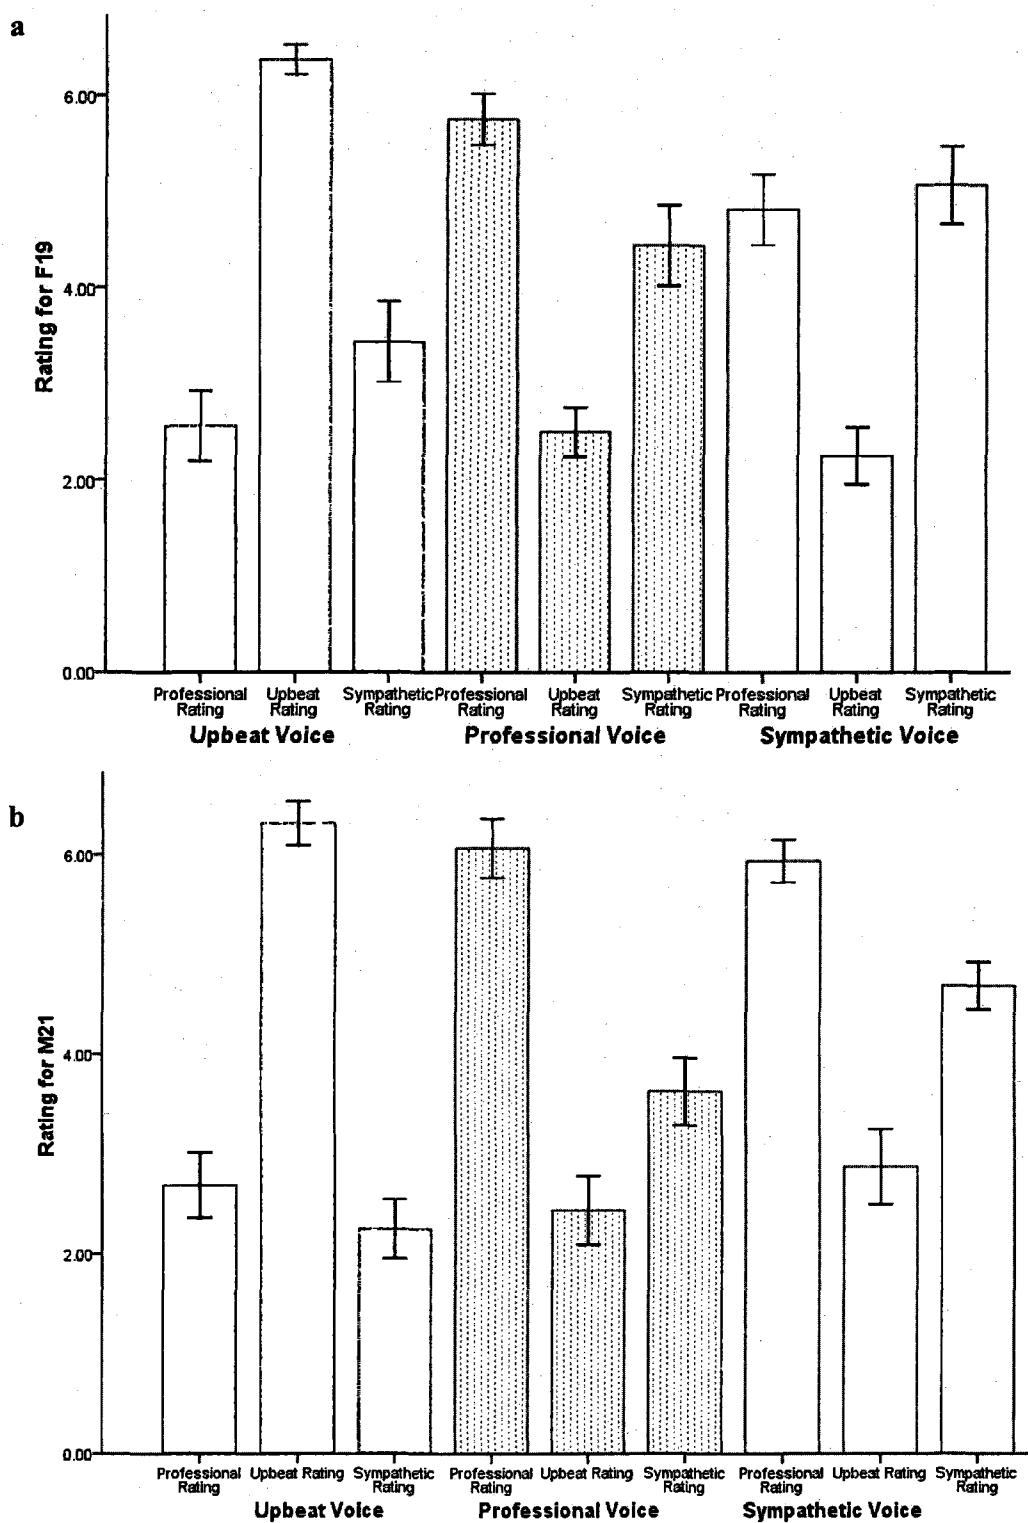 a
6.00
4.00
2.00
0.00
Rating for F19
Professional Rating
Upbeat Rating
Sympathetic Rating
Professional Rating
Upbeat Rating
Sympathetic Rating
Professional Rating
Upbeat Rating
Sympathetic Rating
Upbeat Voice
Professional Voice
Sympathetic Voice
b
6.00
4.00
2.00
0.00
Rating for M21
Professional Rating
Upbeat Rating
Sympathetic Rating
Professional Rating
Upbeat Rating
Sympathetic Rating
Professional Rating
Upbeat Rating
Sympathetic Rating
Upbeat Voice
Professional Voice
Sympathetic Voice